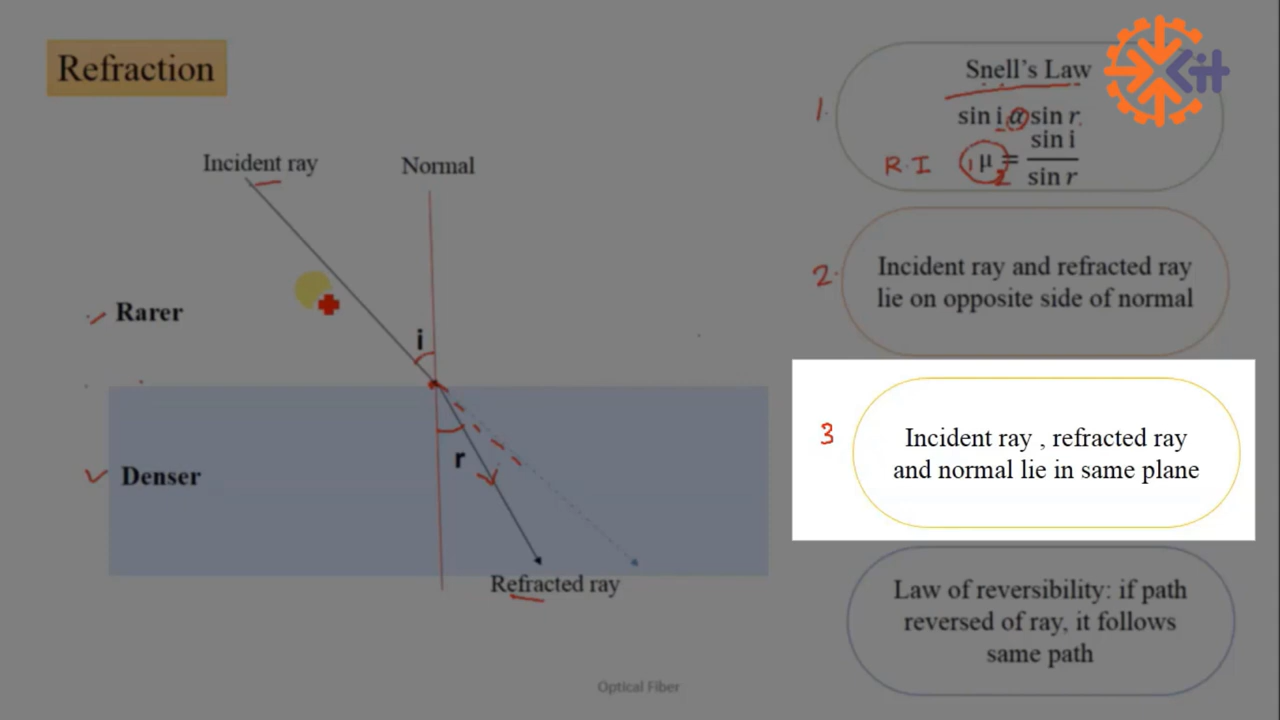 Refraction
Incident ray
Normal
Rarer
i
r
Denser
Refracted ray
1.
Snell's Law
sin i α sin r
R.I ₁μ₂ = sin i / sin r
2.
Incident ray and refracted ray
lie on opposite side of normal
3
Incident ray , refracted ray
and normal lie in same plane
Law of reversibility: if path
reversed of ray, it follows
same path
Optical Fiber